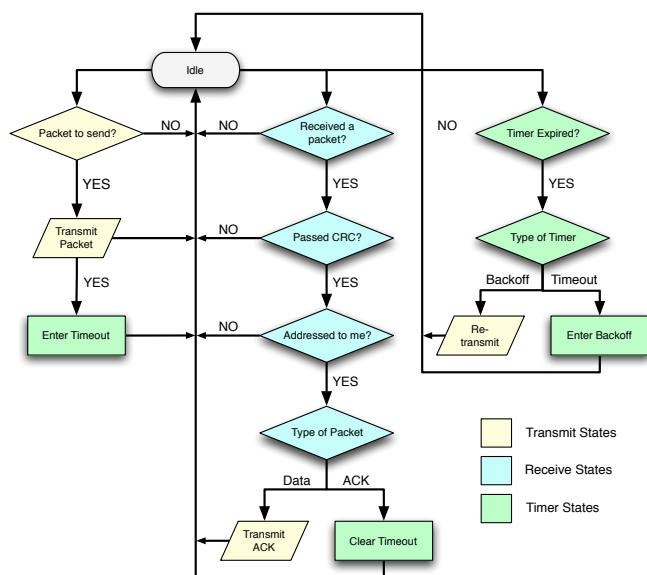 Idle
Packet to send?
NO
NO
Received a
packet?
NO
Timer Expired?
YES
YES
YES
Transmit
Packet
NO
Passed CRC?
Type of Timer
YES
YES
Backoff
Timeout
Enter Timeout
NO
Addressed to me?
Re-
transmit
Enter Backoff
YES
Type of Packet
Transmit States
Receive States
Data
ACK
Timer States
Transmit
ACK
Clear Timeout